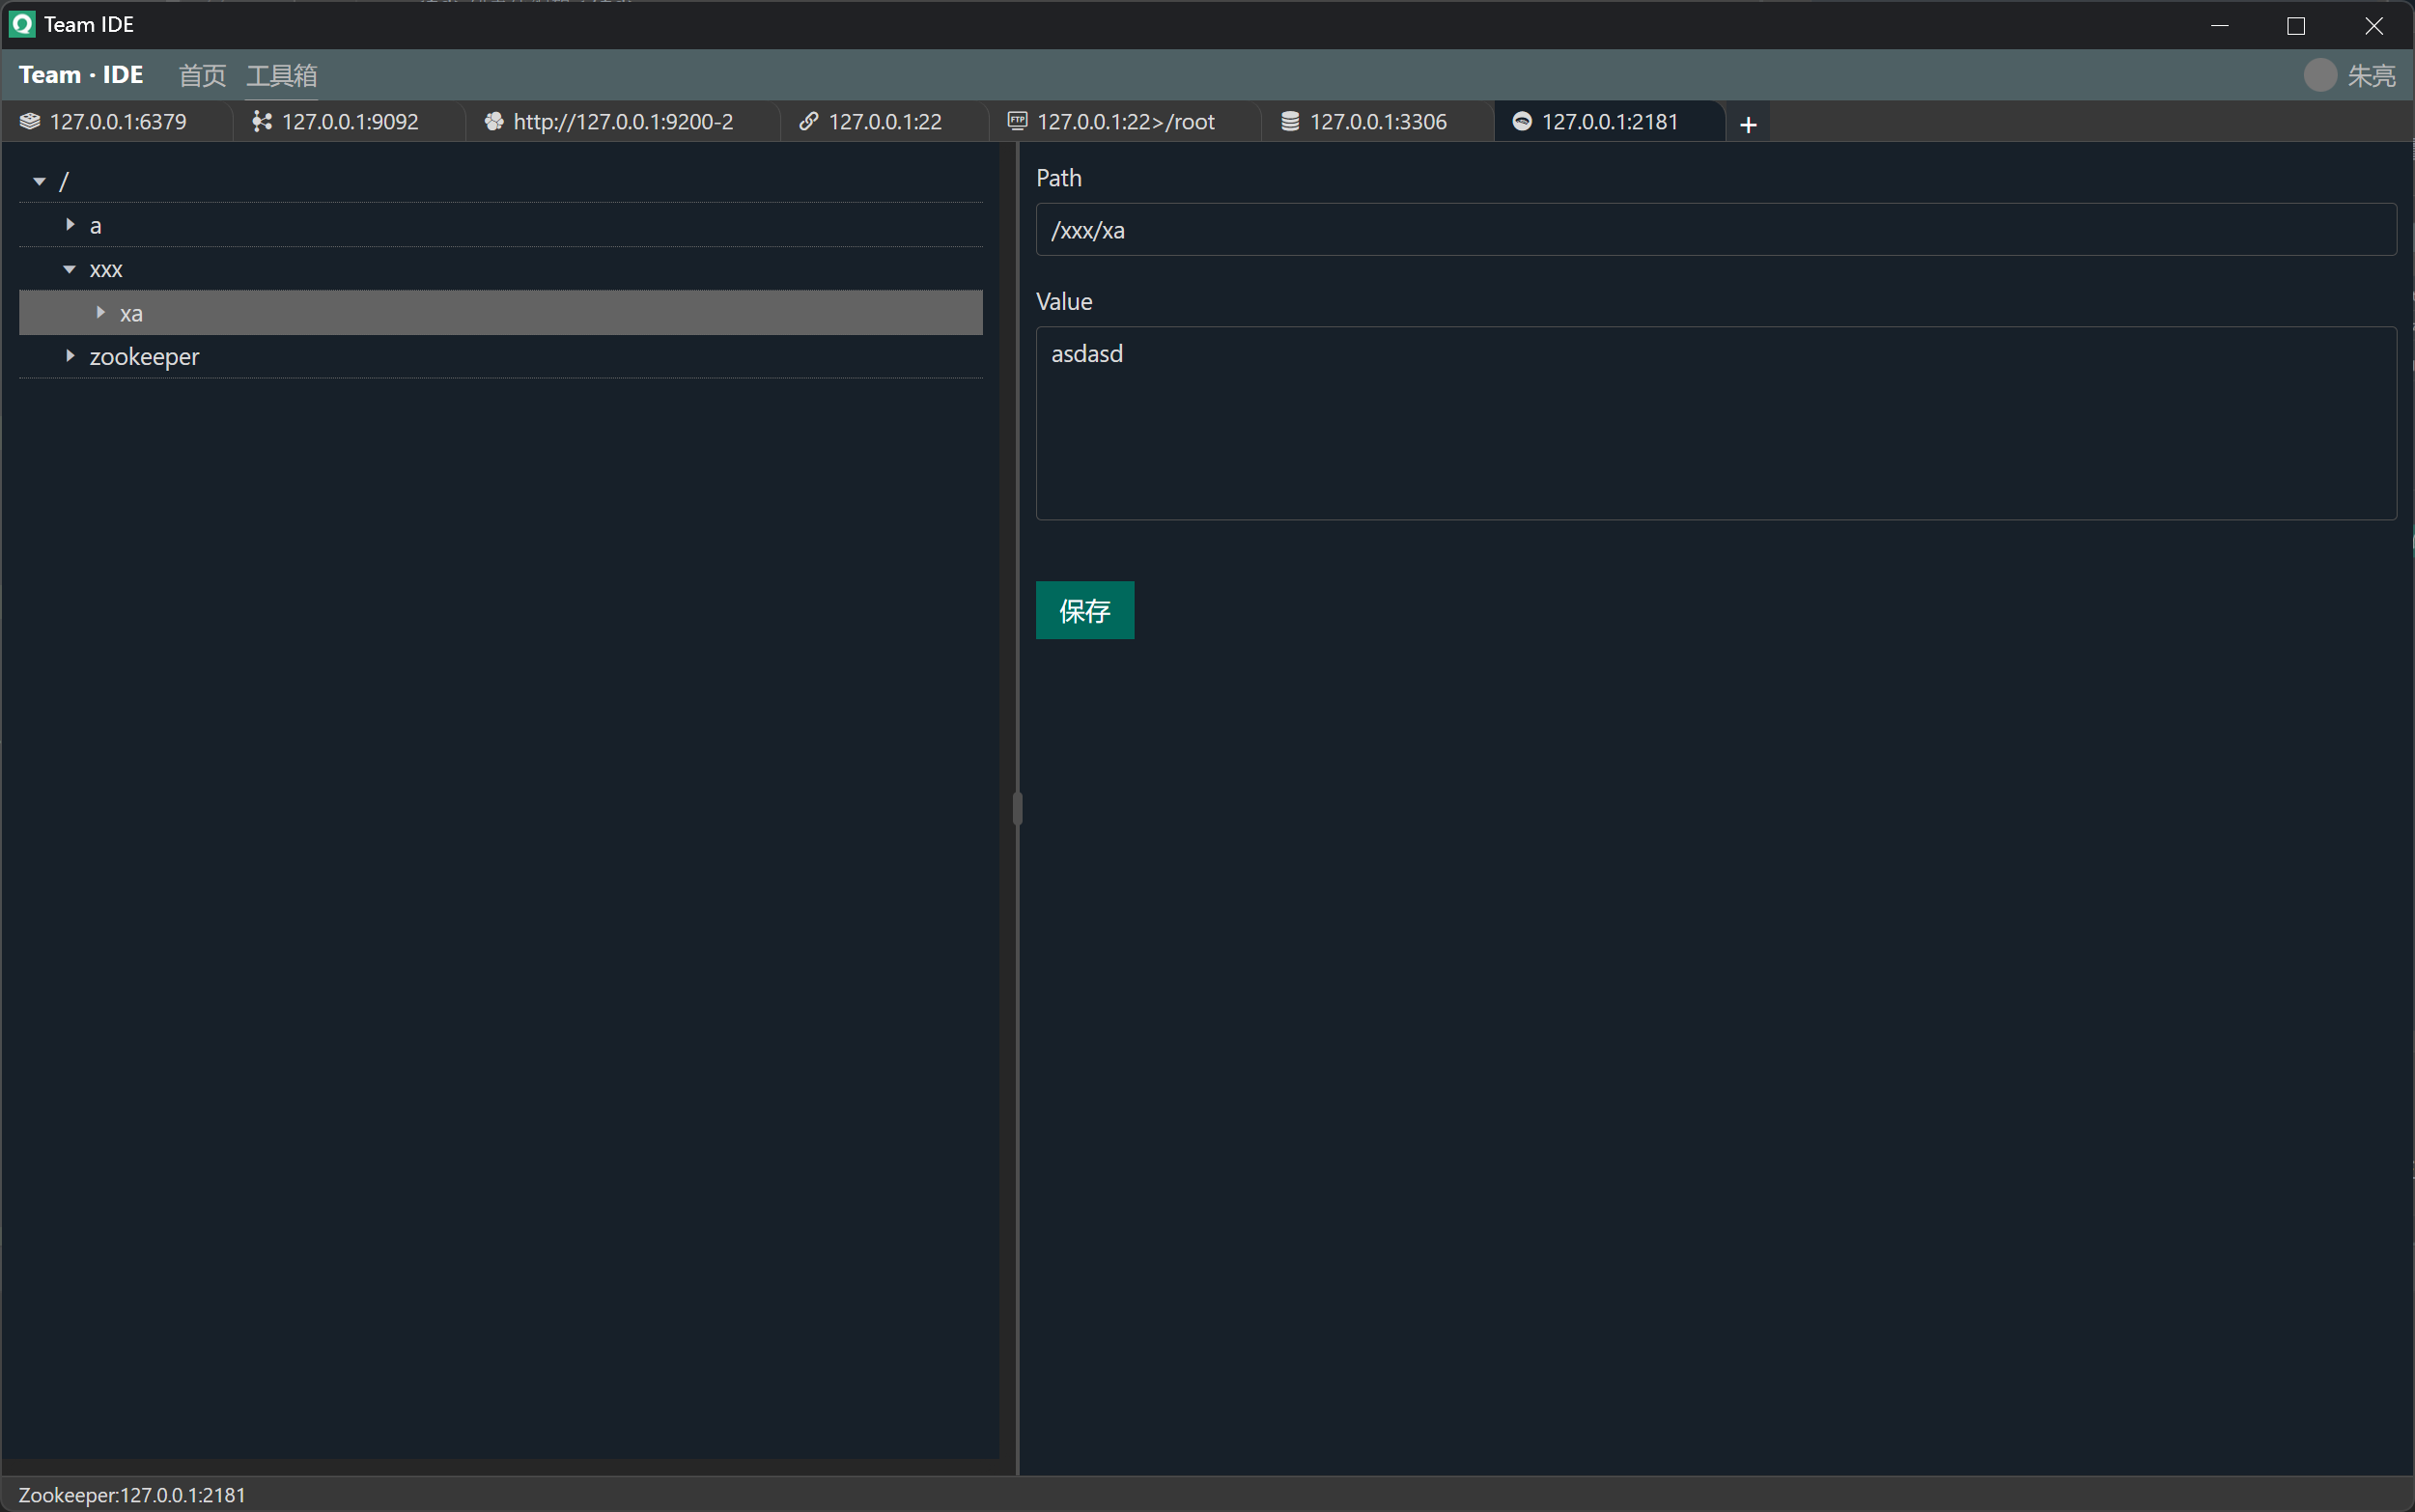 Team IDE
Team · IDE 首页 工具箱 朱亮
127.0.0.1:6379 127.0.0.1:9092 http://127.0.0.1:9200-2 127.0.0.1:22 127.0.0.1:22>/root 127.0.0.1:3306 127.0.0.1:2181 +
/
a
xxx
xa
zookeeper
Path
/xxx/xa
Value
asdasd
保存
Zookeeper:127.0.0.1:2181